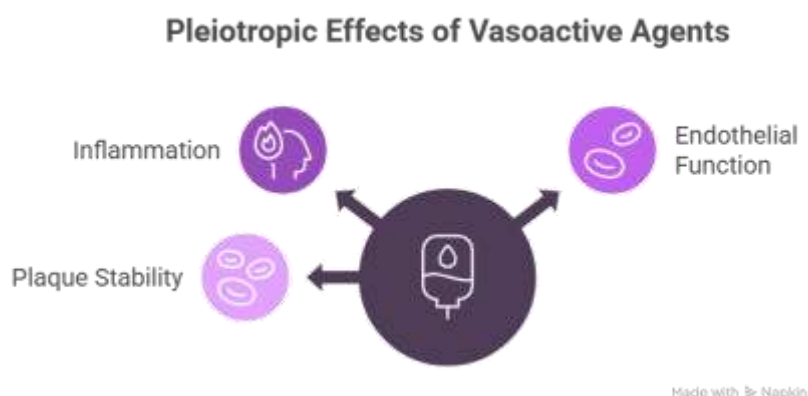 Pleiotropic Effects of Vasoactive Agents
Inflammation
Endothelial
Function
Plaque Stability
Made with Napkin